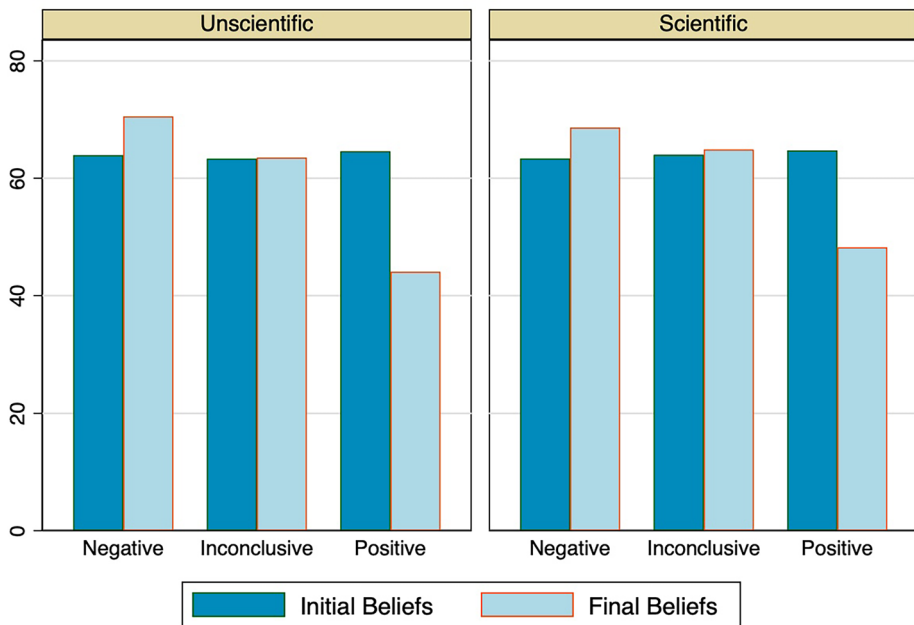 Unscientific
Scientific
80
60
40
20
0
Negative Inconclusive Positive
Negative Inconclusive Positive
Initial Beliefs Final Beliefs